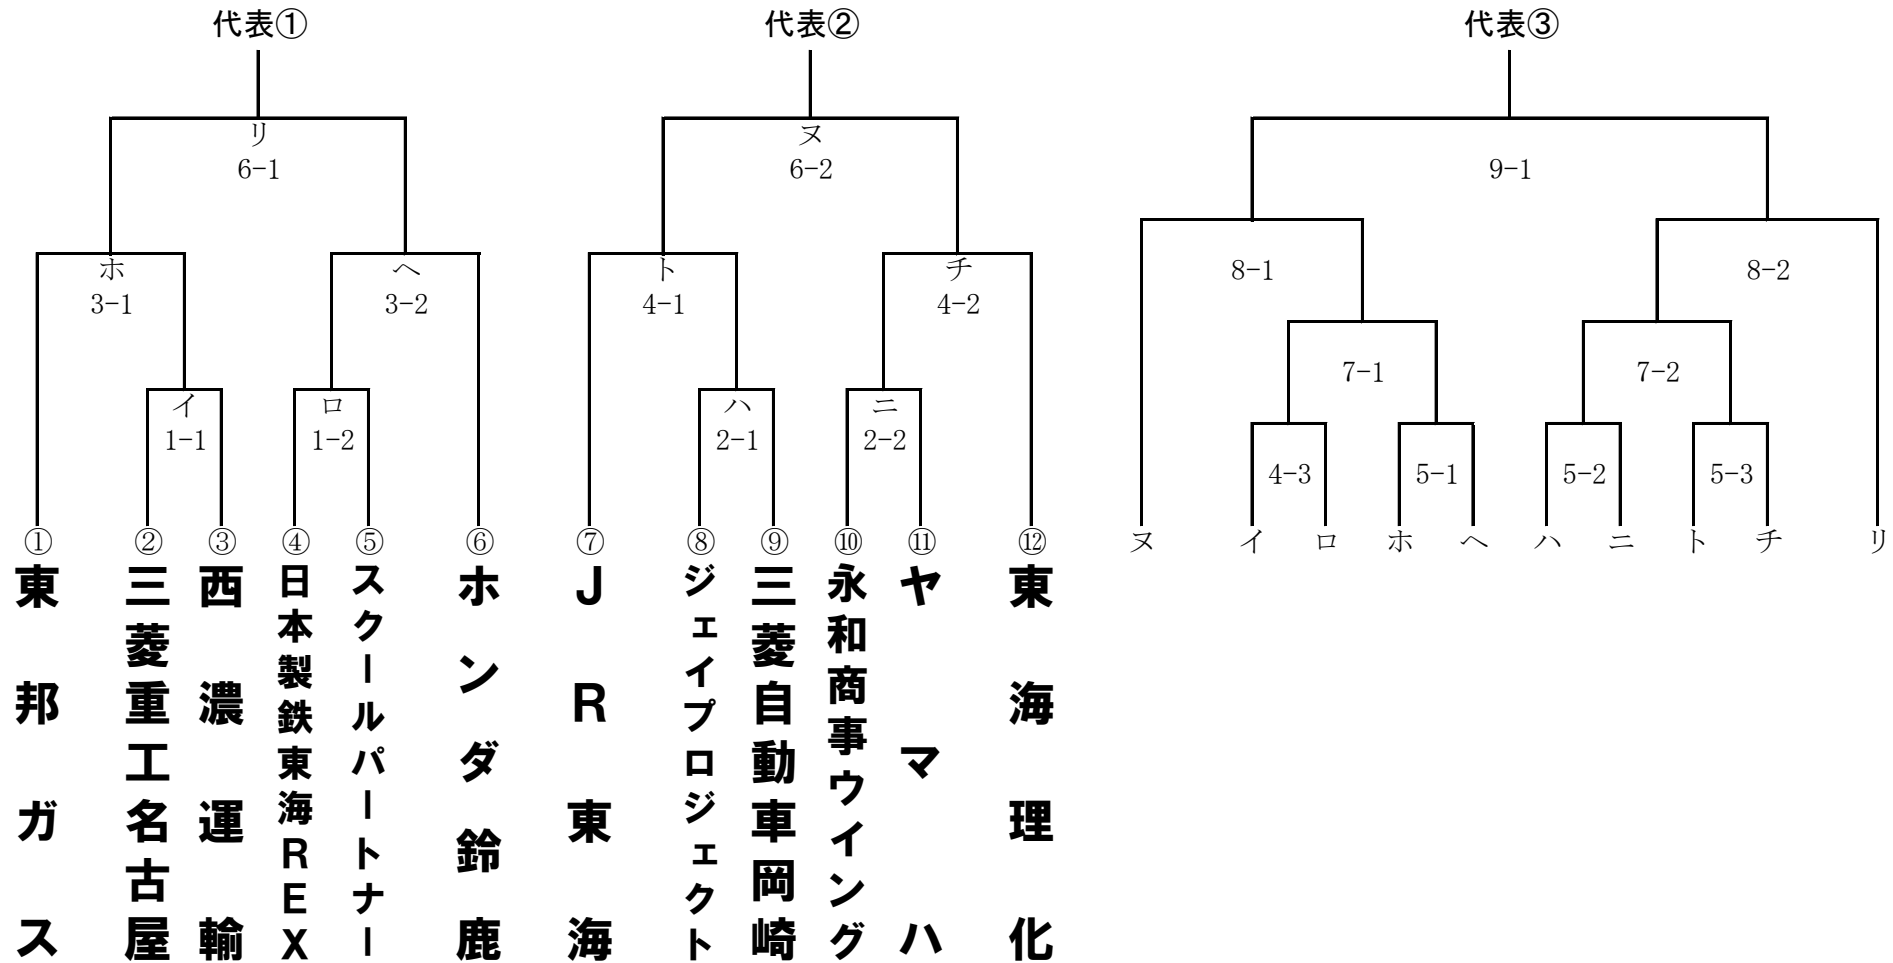 代表① 代表② 代表③
リ ヌ
6-1 6-2 9-1
ホ ヘ ト チ
8-1 8-2
3-1 3-2 4-1 4-2
7-1 7-2
イ ロ ハ ニ
1-1 1-2 2-1 2-2
4-3 5-1 5-2 5-3
① ② ③ ④ ⑤ ⑥ ⑦ ⑧ ⑨ ⑩ ⑪ ⑫
ヌ イ ロ ホ ヘ ハ ニ ト チ リ
東邦ガス
三菱重工名古屋
西濃運輸
日本製鉄東海REX
スクールパートナー
ホンダ鈴鹿
JR東海
ジェイプロジェクト
三菱自動車岡崎
永和商事ウイング
ヤマハ
東海理化